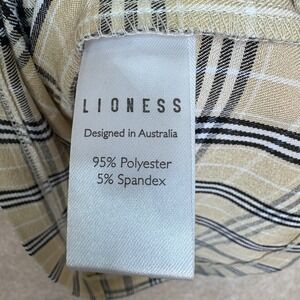 LIONESS
Designed in Australia
95% Polyester
5% Spandex